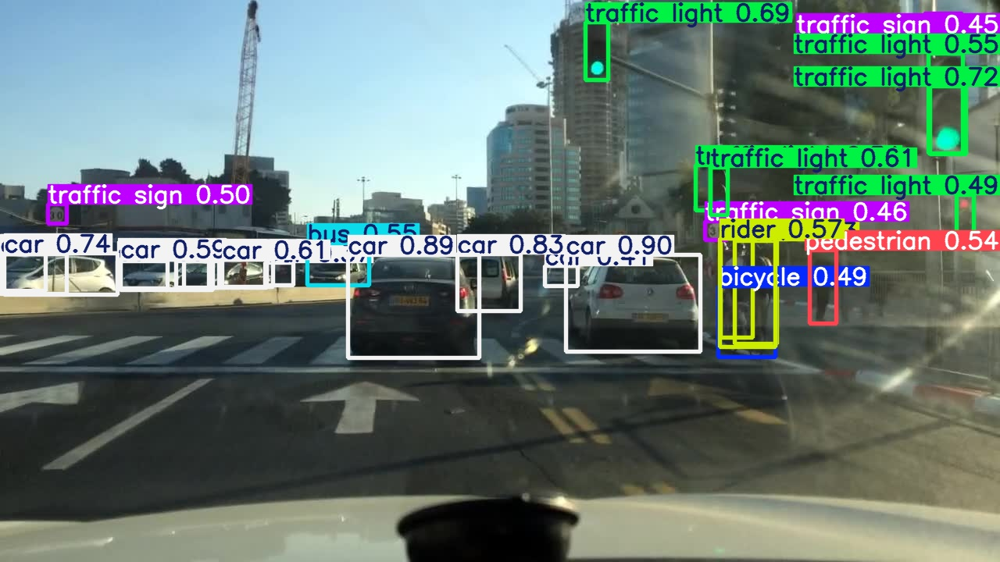 traffic light 0.69
traffic sign 0.45
traffic light 0.55
traffic light 0.72
traffic light 0.61
traffic light 0.49
traffic sign 0.50
traffic sign 0.46
rider 0.57
bus 0.55
pedestrian 0.54
car 0.74
car 0.59
car 0.61
car 0.89
car 0.83
car 0.90
car 0.41
bicycle 0.49
30